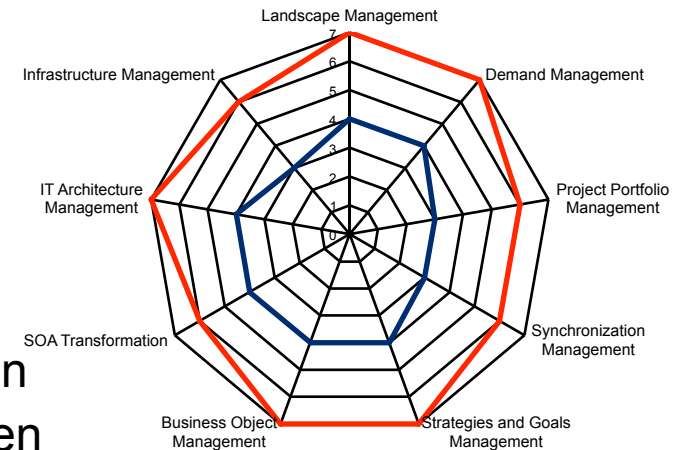 Landscape Management
7
6
5
4
3
2
1
0
Infrastructure Management
Demand Management
IT Architecture
Management
Project Portfolio
Management
SOA Transformation
Synchronization
Management
Business Object
Management
Strategies and Goals
Management
n
en